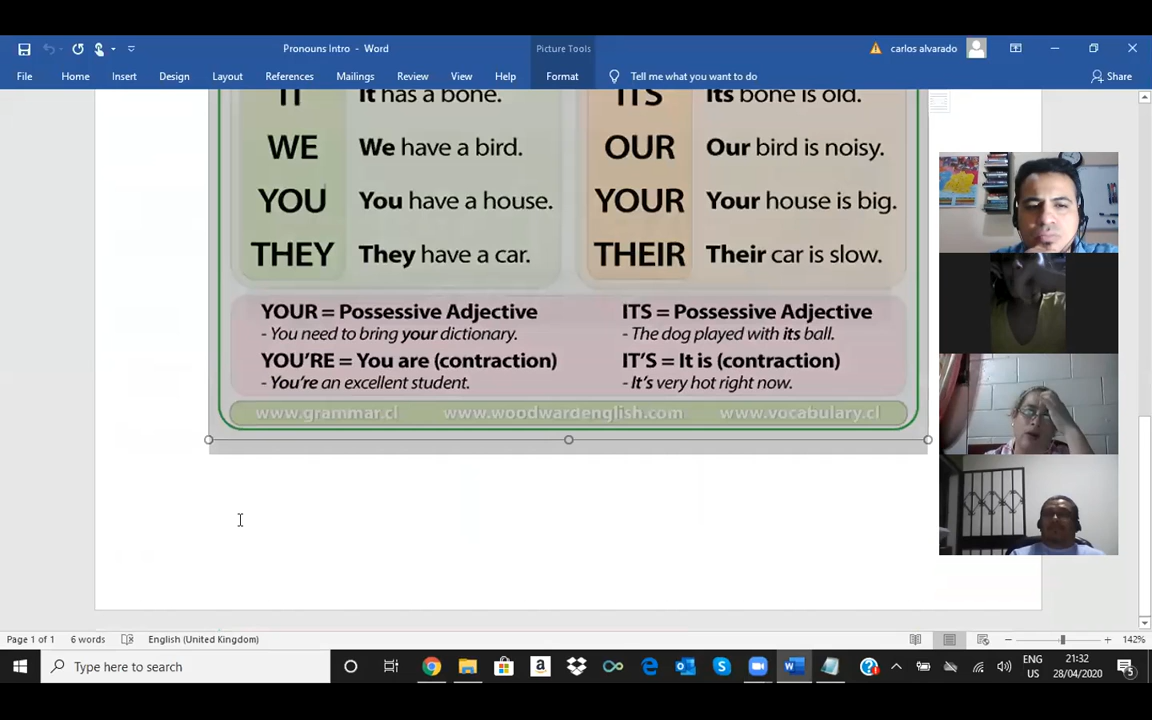 Pronouns Intro - Word
Picture Tools
carlos alvarado
File Home Insert Design Layout References Mailings Review View Help Format Tell me what you want to do Share
IT It has a bone. ITS Its bone is old.
WE We have a bird. OUR Our bird is noisy.
YOU You have a house. YOUR Your house is big.
THEY They have a car. THEIR Their car is slow.
YOUR = Possessive Adjective
- You need to bring your dictionary.
YOU'RE = You are (contraction)
- You're an excellent student.
ITS = Possessive Adjective
- The dog played with its ball.
IT'S = It is (contraction)
- It's very hot right now.
www.grammar.cl www.woodwardenglish.com www.vocabulary.cl
Page 1 of 1 6 words English (United Kingdom) 142%
Type here to search
ENG
US
21:32
28/04/2020
5